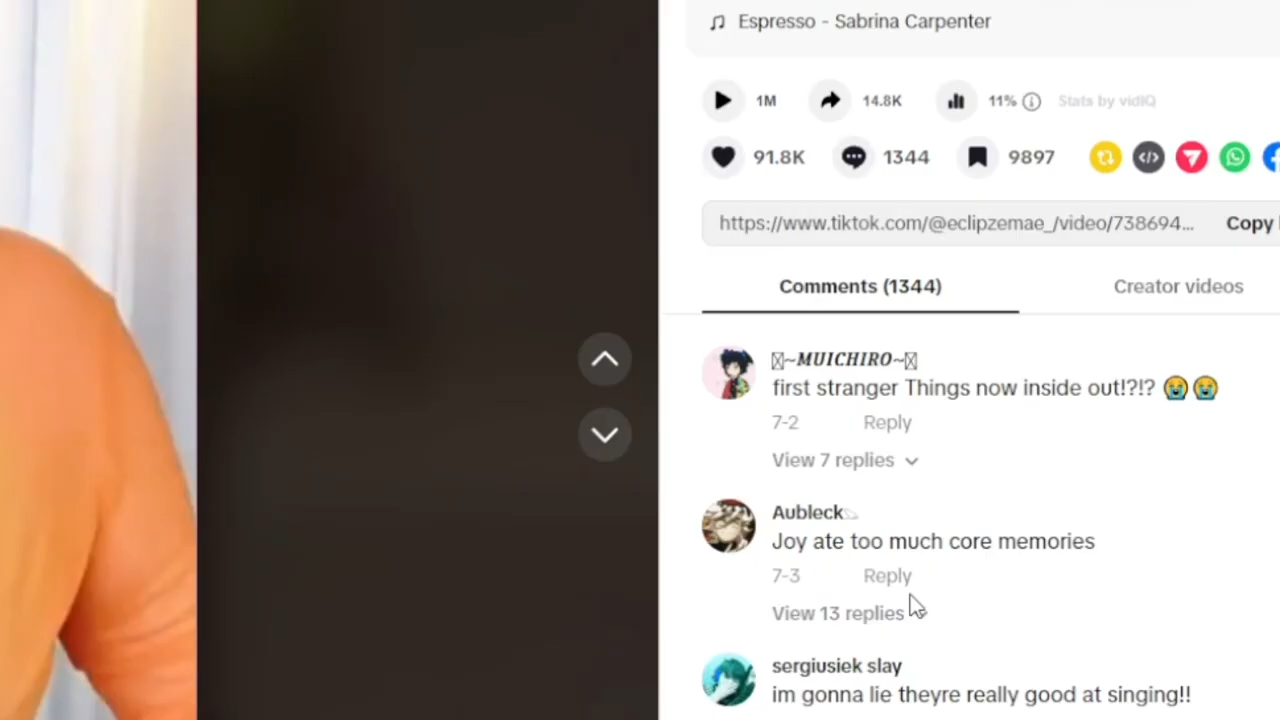 Espresso - Sabrina Carpenter
1M 14.8K 11% Stats by vidIQ
91.8K 1344 9897
https://www.tiktok.com/@eclipzemae_/video/738694... Copy
Comments (1344) Creator videos
~MUICHIRO~
first stranger Things now inside out!?!? 😭😭
7-2 Reply
View 7 replies
Aubleck
Joy ate too much core memories
7-3 Reply
View 13 replies
sergiusiek slay
im gonna lie theyre really good at singing!!